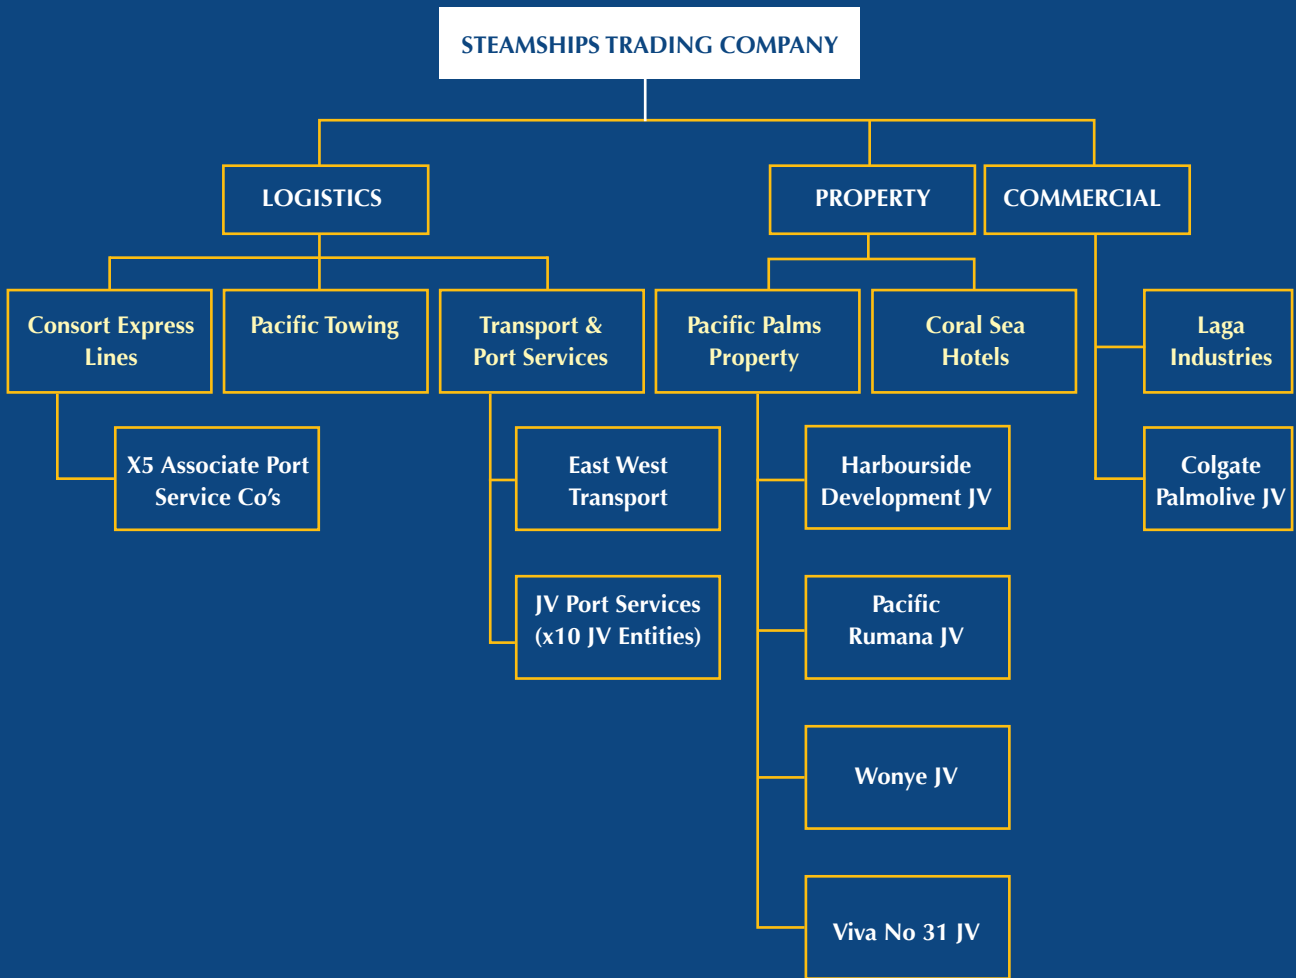 STEAMSHIPS TRADING COMPANY
LOGISTICS
PROPERTY
COMMERCIAL
Consort Express
Lines
Pacific Towing
Transport &
Port Services
Pacific Palms
Property
Coral Sea
Hotels
Laga
Industries
X5 Associate Port
Service Co’s
East West
Transport
Harbourside
Development JV
Colgate
Palmolive JV
JV Port Services
(x10 JV Entities)
Pacific
Rumana JV
Wonye JV
Viva No 31 JV